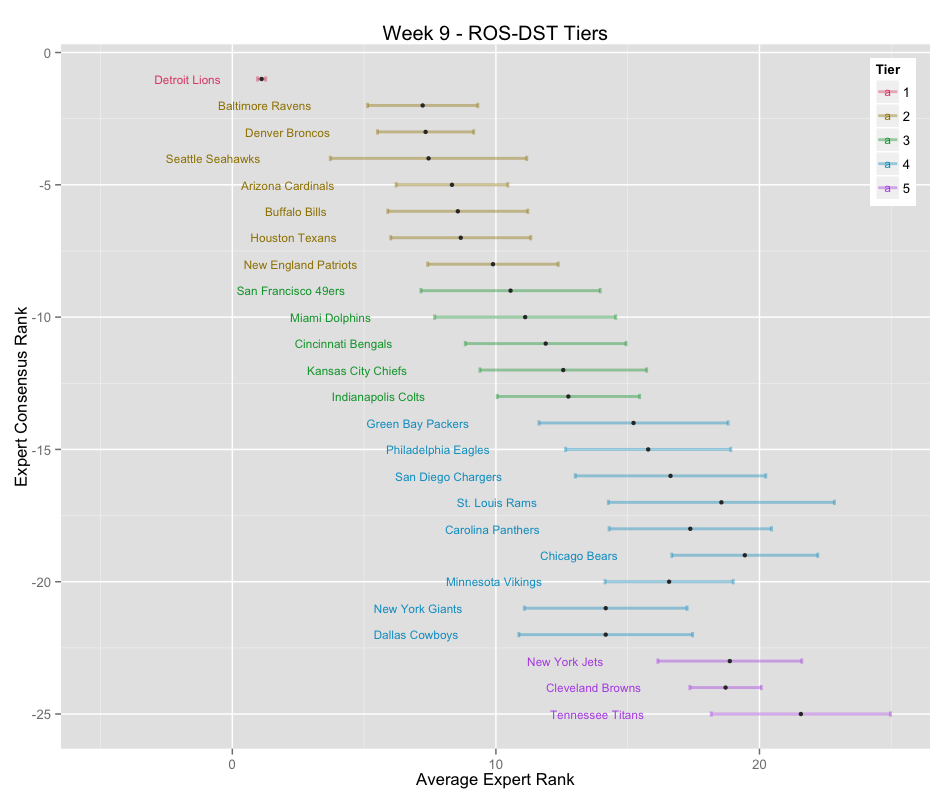 Week 9 - ROS-DST Tiers
0
Detroit Lions
Baltimore Ravens
Denver Broncos
Seattle Seahawks
-5
Arizona Cardinals
Buffalo Bills
Houston Texans
New England Patriots
San Francisco 49ers
-10
Miami Dolphins
Cincinnati Bengals
Kansas City Chiefs
Indianapolis Colts
Green Bay Packers
-15
Philadelphia Eagles
San Diego Chargers
St. Louis Rams
Carolina Panthers
Chicago Bears
-20
Minnesota Vikings
New York Giants
Dallas Cowboys
New York Jets
Cleveland Browns
-25
Tennessee Titans
Expert Consensus Rank
0
10
20
Average Expert Rank
Tier
a 1
a 2
a 3
a 4
a 5